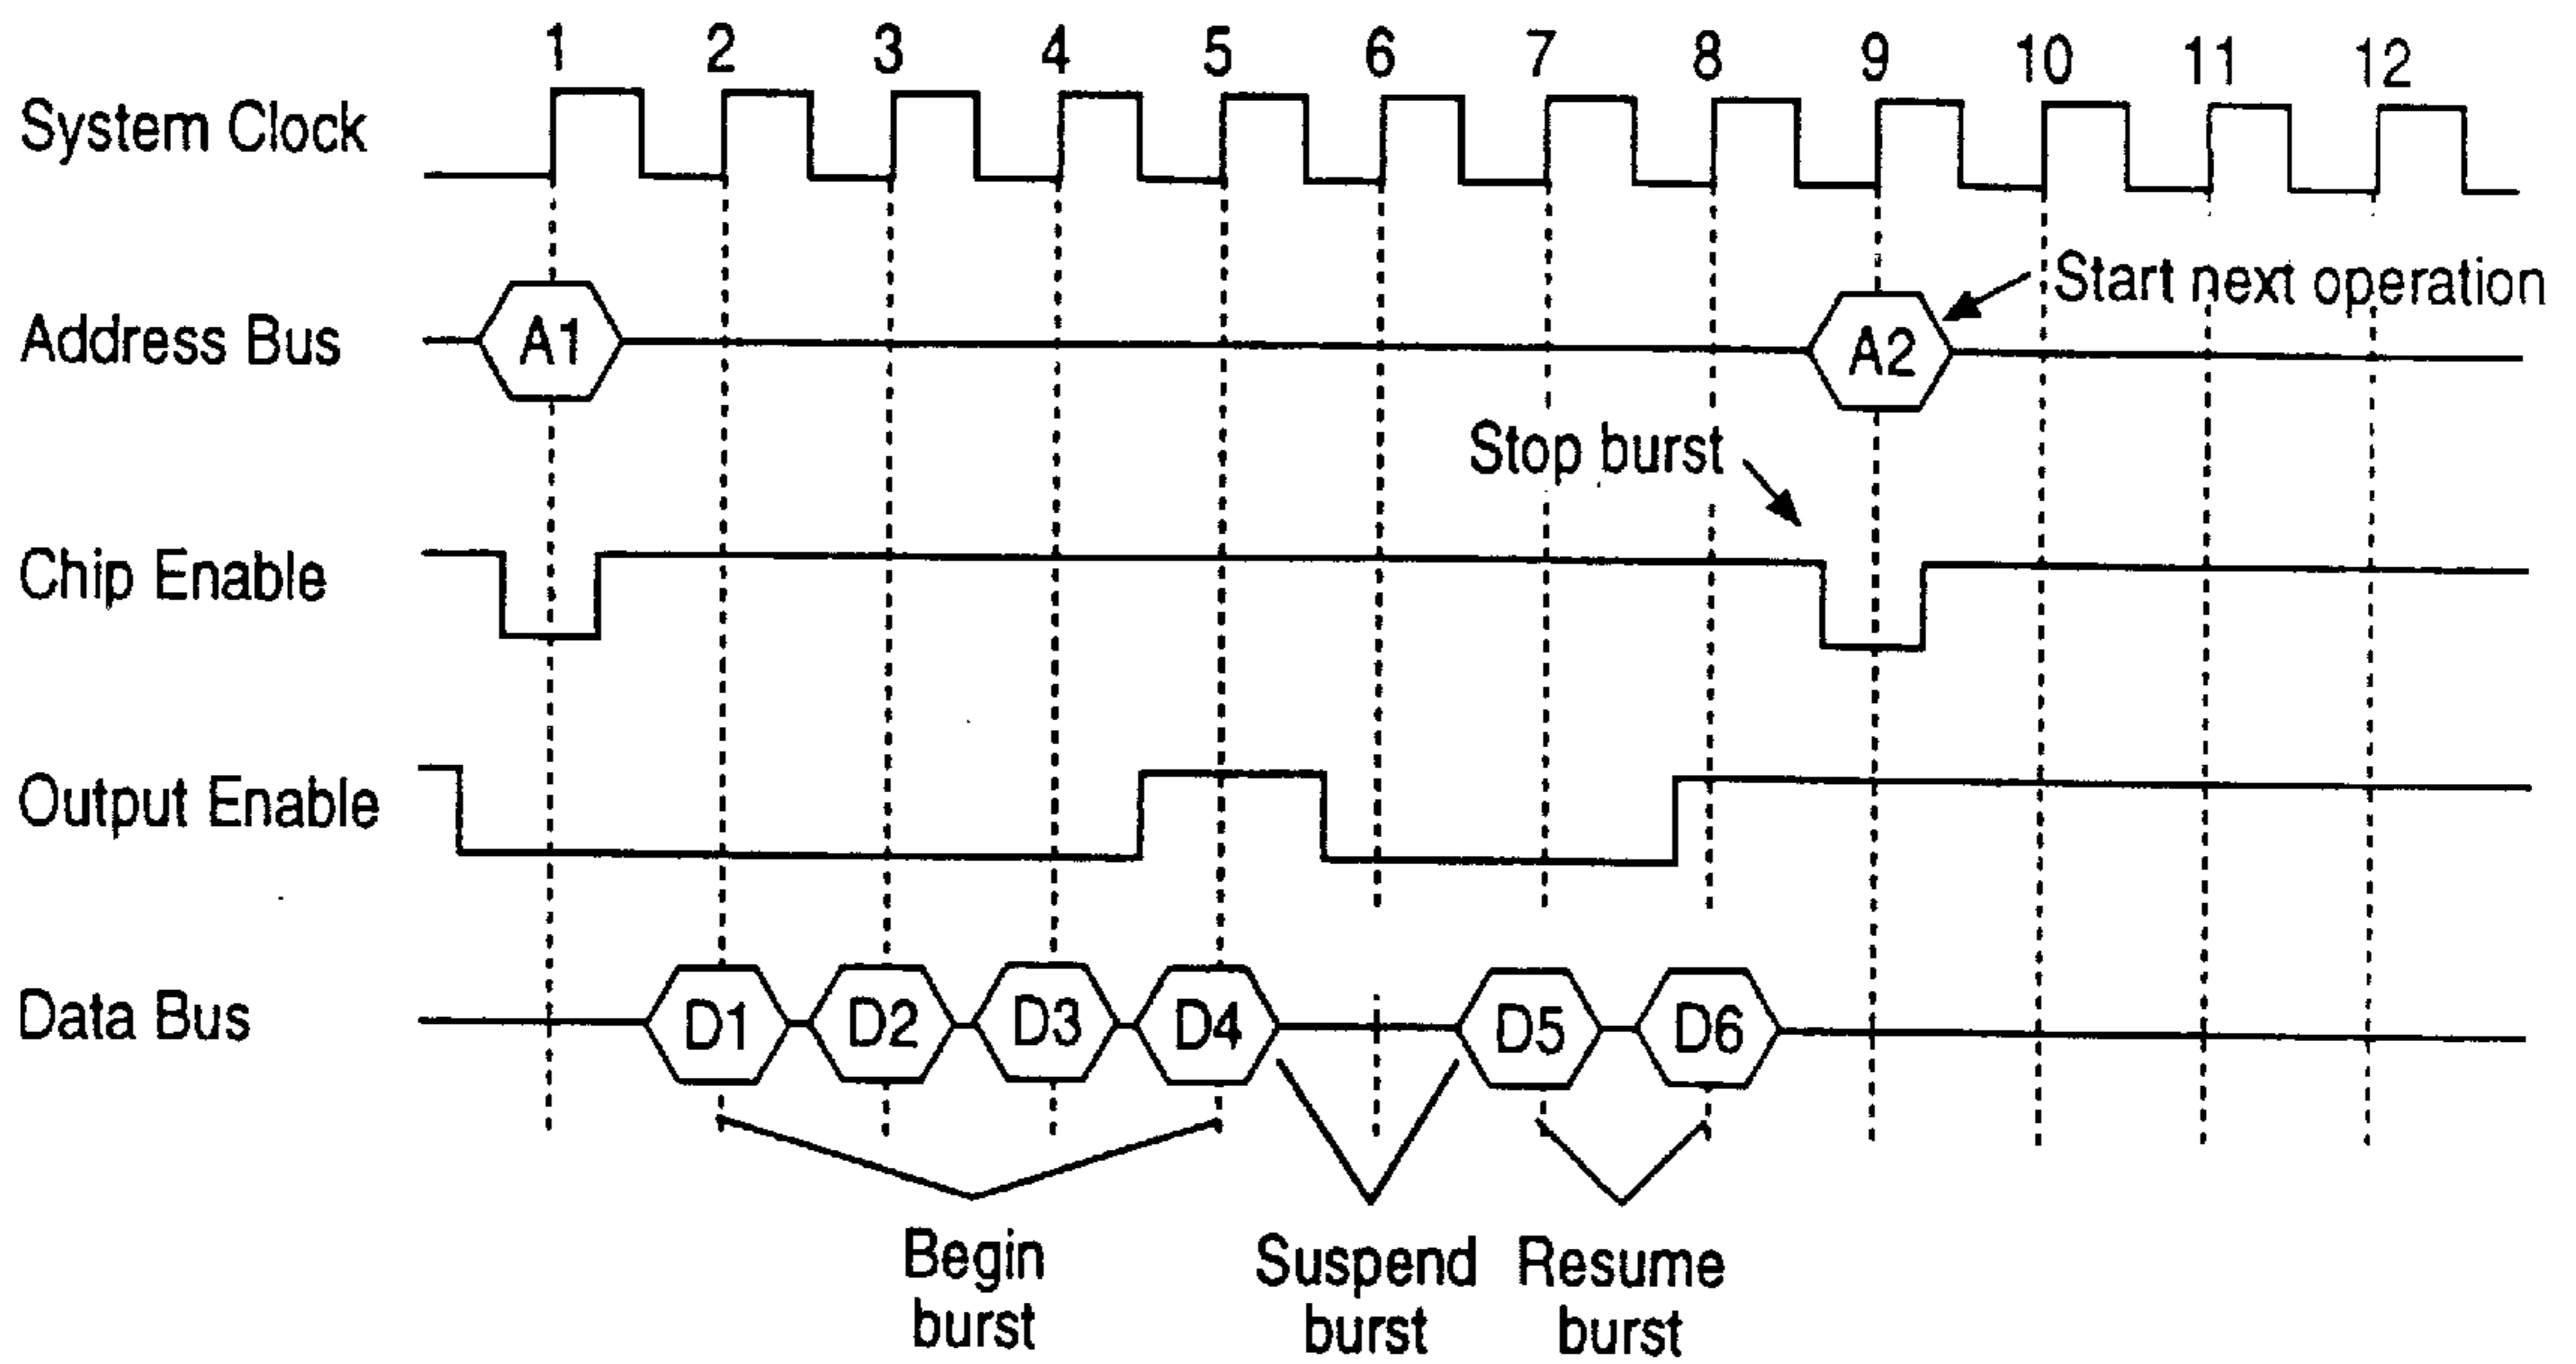 1 2 3 4 5 6 7 8 9 10 11 12
System Clock
Start next operation
Address Bus A1 A2
Stop burst
Chip Enable
Output Enable
Data Bus D1 D2 D3 D4 D5 D6
Begin
burst
Suspend
burst
Resume
burst